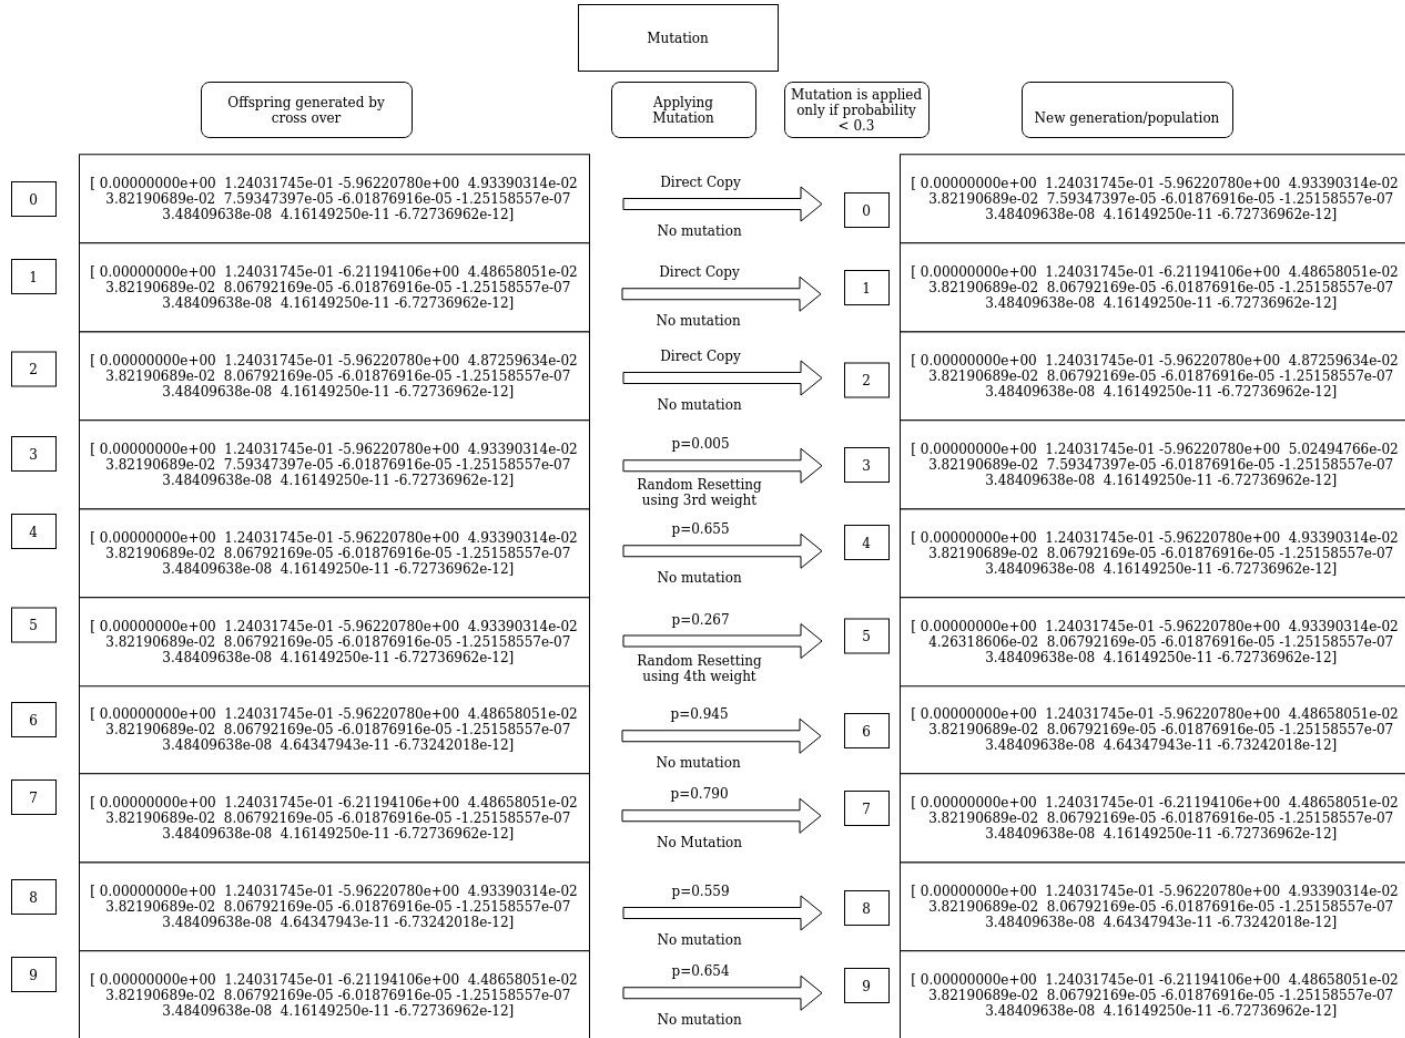 Mutation
Offspring generated by
cross over
Applying
Mutation
Mutation is applied
only if probability
< 0.3
New generation/population
0
[ 0.00000000e+00 1.24031745e-01 -5.96220780e+00 4.93390314e-02
3.82190689e-02 7.59347397e-05 -6.01876916e-05 -1.25158557e-07
3.48409638e-08 4.16149250e-11 -6.72736962e-12]
Direct Copy
No mutation
0
[ 0.00000000e+00 1.24031745e-01 -5.96220780e+00 4.93390314e-02
3.82190689e-02 7.59347397e-05 -6.01876916e-05 -1.25158557e-07
3.48409638e-08 4.16149250e-11 -6.72736962e-12]
1
[ 0.00000000e+00 1.24031745e-01 -6.21194106e+00 4.48658051e-02
3.82190689e-02 8.06792169e-05 -6.01876916e-05 -1.25158557e-07
3.48409638e-08 4.16149250e-11 -6.72736962e-12]
Direct Copy
No mutation
1
[ 0.00000000e+00 1.24031745e-01 -6.21194106e+00 4.48658051e-02
3.82190689e-02 8.06792169e-05 -6.01876916e-05 -1.25158557e-07
3.48409638e-08 4.16149250e-11 -6.72736962e-12]
2
[ 0.00000000e+00 1.24031745e-01 -5.96220780e+00 4.87259634e-02
3.82190689e-02 8.06792169e-05 -6.01876916e-05 -1.25158557e-07
3.48409638e-08 4.16149250e-11 -6.72736962e-12]
Direct Copy
No mutation
2
[ 0.00000000e+00 1.24031745e-01 -5.96220780e+00 4.87259634e-02
3.82190689e-02 8.06792169e-05 -6.01876916e-05 -1.25158557e-07
3.48409638e-08 4.16149250e-11 -6.72736962e-12]
3
[ 0.00000000e+00 1.24031745e-01 -5.96220780e+00 4.93390314e-02
3.82190689e-02 7.59347397e-05 -6.01876916e-05 -1.25158557e-07
3.48409638e-08 4.16149250e-11 -6.72736962e-12]
p=0.005
Random Resetting
using 3rd weight
3
[ 0.00000000e+00 1.24031745e-01 -5.96220780e+00 5.02494766e-02
3.82190689e-02 7.59347397e-05 -6.01876916e-05 -1.25158557e-07
3.48409638e-08 4.16149250e-11 -6.72736962e-12]
4
[ 0.00000000e+00 1.24031745e-01 -5.96220780e+00 4.93390314e-02
3.82190689e-02 8.06792169e-05 -6.01876916e-05 -1.25158557e-07
3.48409638e-08 4.16149250e-11 -6.72736962e-12]
p=0.655
No mutation
4
[ 0.00000000e+00 1.24031745e-01 -5.96220780e+00 4.93390314e-02
3.82190689e-02 8.06792169e-05 -6.01876916e-05 -1.25158557e-07
3.48409638e-08 4.16149250e-11 -6.72736962e-12]
5
[ 0.00000000e+00 1.24031745e-01 -5.96220780e+00 4.93390314e-02
3.82190689e-02 8.06792169e-05 -6.01876916e-05 -1.25158557e-07
3.48409638e-08 4.16149250e-11 -6.72736962e-12]
p=0.267
Random Resetting
using 4th weight
5
[ 0.00000000e+00 1.24031745e-01 -5.96220780e+00 4.93390314e-02
4.26318606e-02 8.06792169e-05 -6.01876916e-05 -1.25158557e-07
3.48409638e-08 4.16149250e-11 -6.72736962e-12]
6
[ 0.00000000e+00 1.24031745e-01 -5.96220780e+00 4.48658051e-02
3.82190689e-02 8.06792169e-05 -6.01876916e-05 -1.25158557e-07
3.48409638e-08 4.64347943e-11 -6.73242018e-12]
p=0.945
No mutation
6
[ 0.00000000e+00 1.24031745e-01 -5.96220780e+00 4.48658051e-02
3.82190689e-02 8.06792169e-05 -6.01876916e-05 -1.25158557e-07
3.48409638e-08 4.64347943e-11 -6.73242018e-12]
7
[ 0.00000000e+00 1.24031745e-01 -6.21194106e+00 4.48658051e-02
3.82190689e-02 8.06792169e-05 -6.01876916e-05 -1.25158557e-07
3.48409638e-08 4.16149250e-11 -6.72736962e-12]
p=0.790
No Mutation
7
[ 0.00000000e+00 1.24031745e-01 -6.21194106e+00 4.48658051e-02
3.82190689e-02 8.06792169e-05 -6.01876916e-05 -1.25158557e-07
3.48409638e-08 4.16149250e-11 -6.72736962e-12]
8
[ 0.00000000e+00 1.24031745e-01 -5.96220780e+00 4.93390314e-02
3.82190689e-02 8.06792169e-05 -6.01876916e-05 -1.25158557e-07
3.48409638e-08 4.64347943e-11 -6.73242018e-12]
p=0.559
No mutation
8
[ 0.00000000e+00 1.24031745e-01 -5.96220780e+00 4.93390314e-02
3.82190689e-02 8.06792169e-05 -6.01876916e-05 -1.25158557e-07
3.48409638e-08 4.64347943e-11 -6.73242018e-12]
9
[ 0.00000000e+00 1.24031745e-01 -6.21194106e+00 4.48658051e-02
3.82190689e-02 8.06792169e-05 -6.01876916e-05 -1.25158557e-07
3.48409638e-08 4.16149250e-11 -6.72736962e-12]
p=0.654
No mutation
9
[ 0.00000000e+00 1.24031745e-01 -6.21194106e+00 4.48658051e-02
3.82190689e-02 8.06792169e-05 -6.01876916e-05 -1.25158557e-07
3.48409638e-08 4.16149250e-11 -6.72736962e-12]